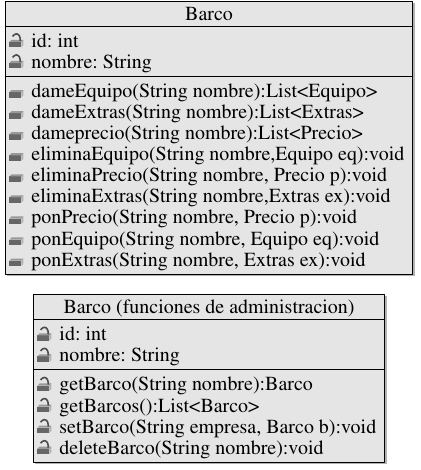 Barco
id: int
nombre: String
dameEquipo(String nombre):List<Equipo>
dameExtras(String nombre):List<Extras>
dameprecio(String nombre):List<Precio>
eliminaEquipo(String nombre,Equipo eq):void
eliminaPrecio(String nombre, Precio p):void
eliminaExtras(String nombre,Extras ex):void
ponPrecio(String nombre, Precio p):void
ponEquipo(String nombre, Equipo eq):void
ponExtras(String nombre, Extras ex):void
Barco (funciones de administracion)
id: int
nombre: String
getBarco(String nombre):Barco
getBarcos():List<Barco>
setBarco(String empresa, Barco b):void
deleteBarco(String nombre):void